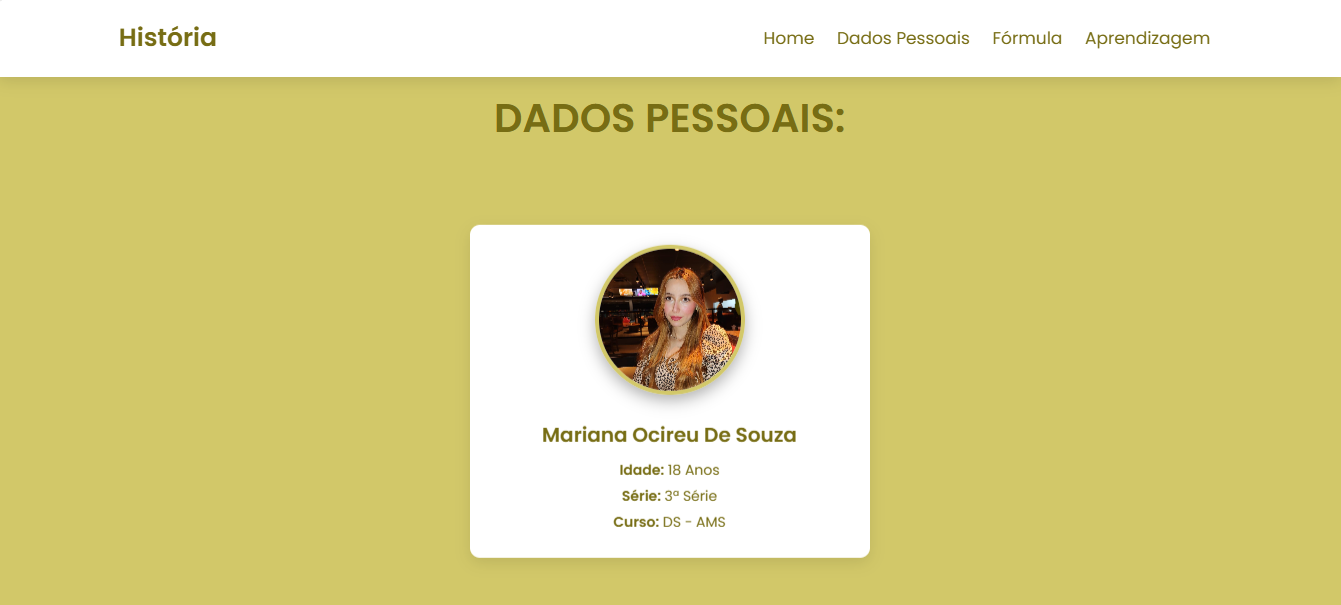 História
Home Dados Pessoais Fórmula Aprendizagem
DADOS PESSOAIS:
Mariana Ocireu De Souza
Idade: 18 Anos
Série: 3ª Série
Curso: DS - AMS